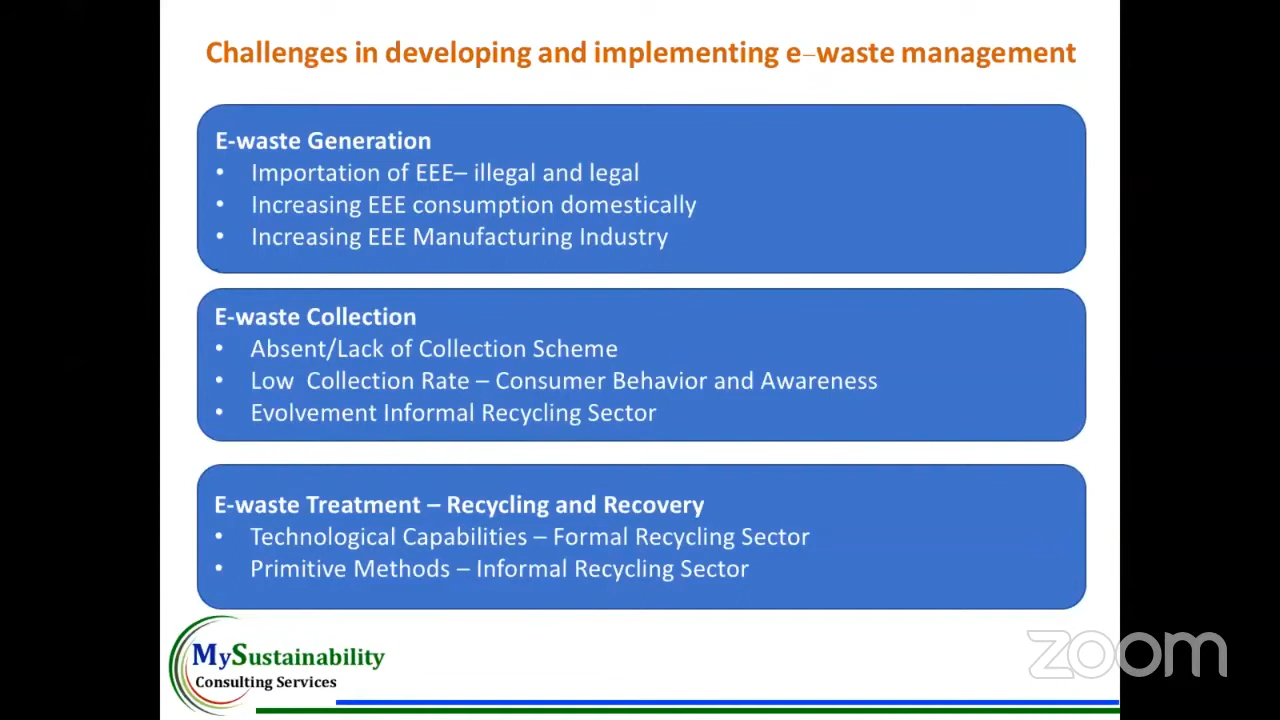 Challenges in developing and implementing e–waste management
E-waste Generation
• Importation of EEE– illegal and legal
• Increasing EEE consumption domestically
• Increasing EEE Manufacturing Industry
E-waste Collection
• Absent/Lack of Collection Scheme
• Low  Collection Rate – Consumer Behavior and Awareness
• Evolvement Informal Recycling Sector
E-waste Treatment – Recycling and Recovery
• Technological Capabilities – Formal Recycling Sector
• Primitive Methods – Informal Recycling Sector
MySustainability
Consulting Services
zoom